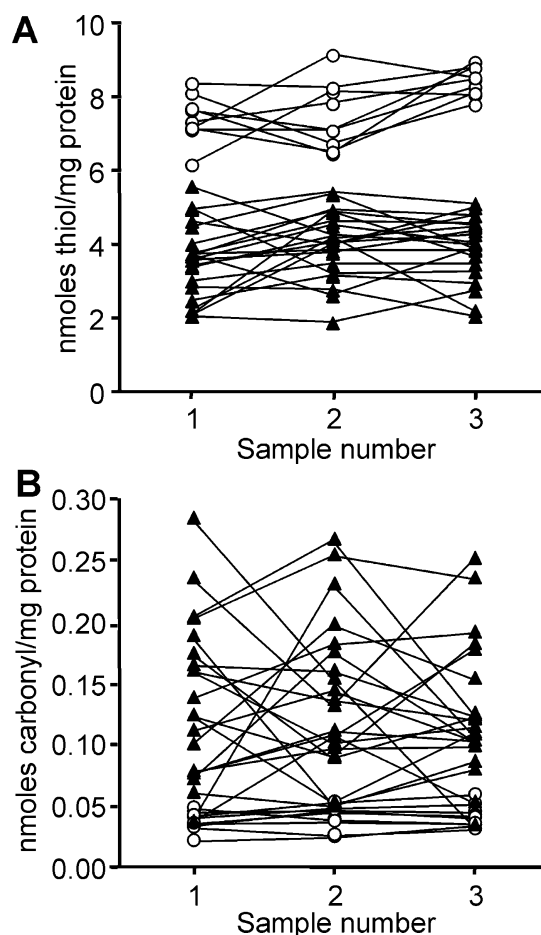 A
nmoles thiol/mg protein
10
8
6
4
2
0
1 2 3
Sample number
B
nmoles carbonyl/mg protein
0.30
0.25
0.20
0.15
0.10
0.05
0.00
1 2 3
Sample number